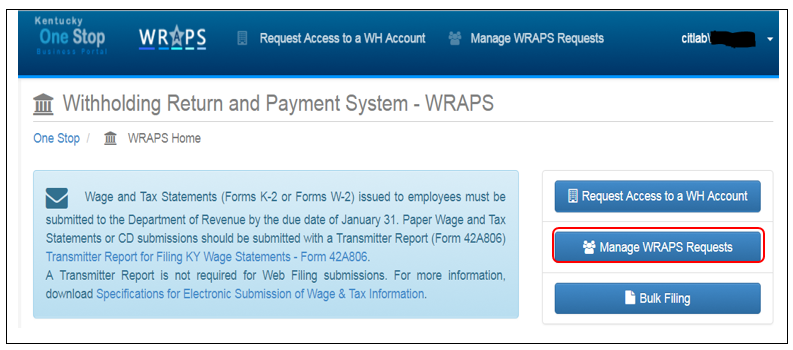 Kentucky
One Stop
Business Portal
WRAPS
Request Access to a WH Account
Manage WRAPS Requests
citlab\
Withholding Return and Payment System - WRAPS
One Stop / WRAPS Home
Wage and Tax Statements (Forms K-2 or Forms W-2) issued to employees must be
submitted to the Department of Revenue by the due date of January 31. Paper Wage and Tax
Statements or CD submissions should be submitted with a Transmitter Report (Form 42A806)
Transmitter Report for Filing KY Wage Statements - Form 42A806.
A Transmitter Report is not required for Web Filing submissions. For more information,
download Specifications for Electronic Submission of Wage & Tax Information.
Request Access to a WH Account
Manage WRAPS Requests
Bulk Filing